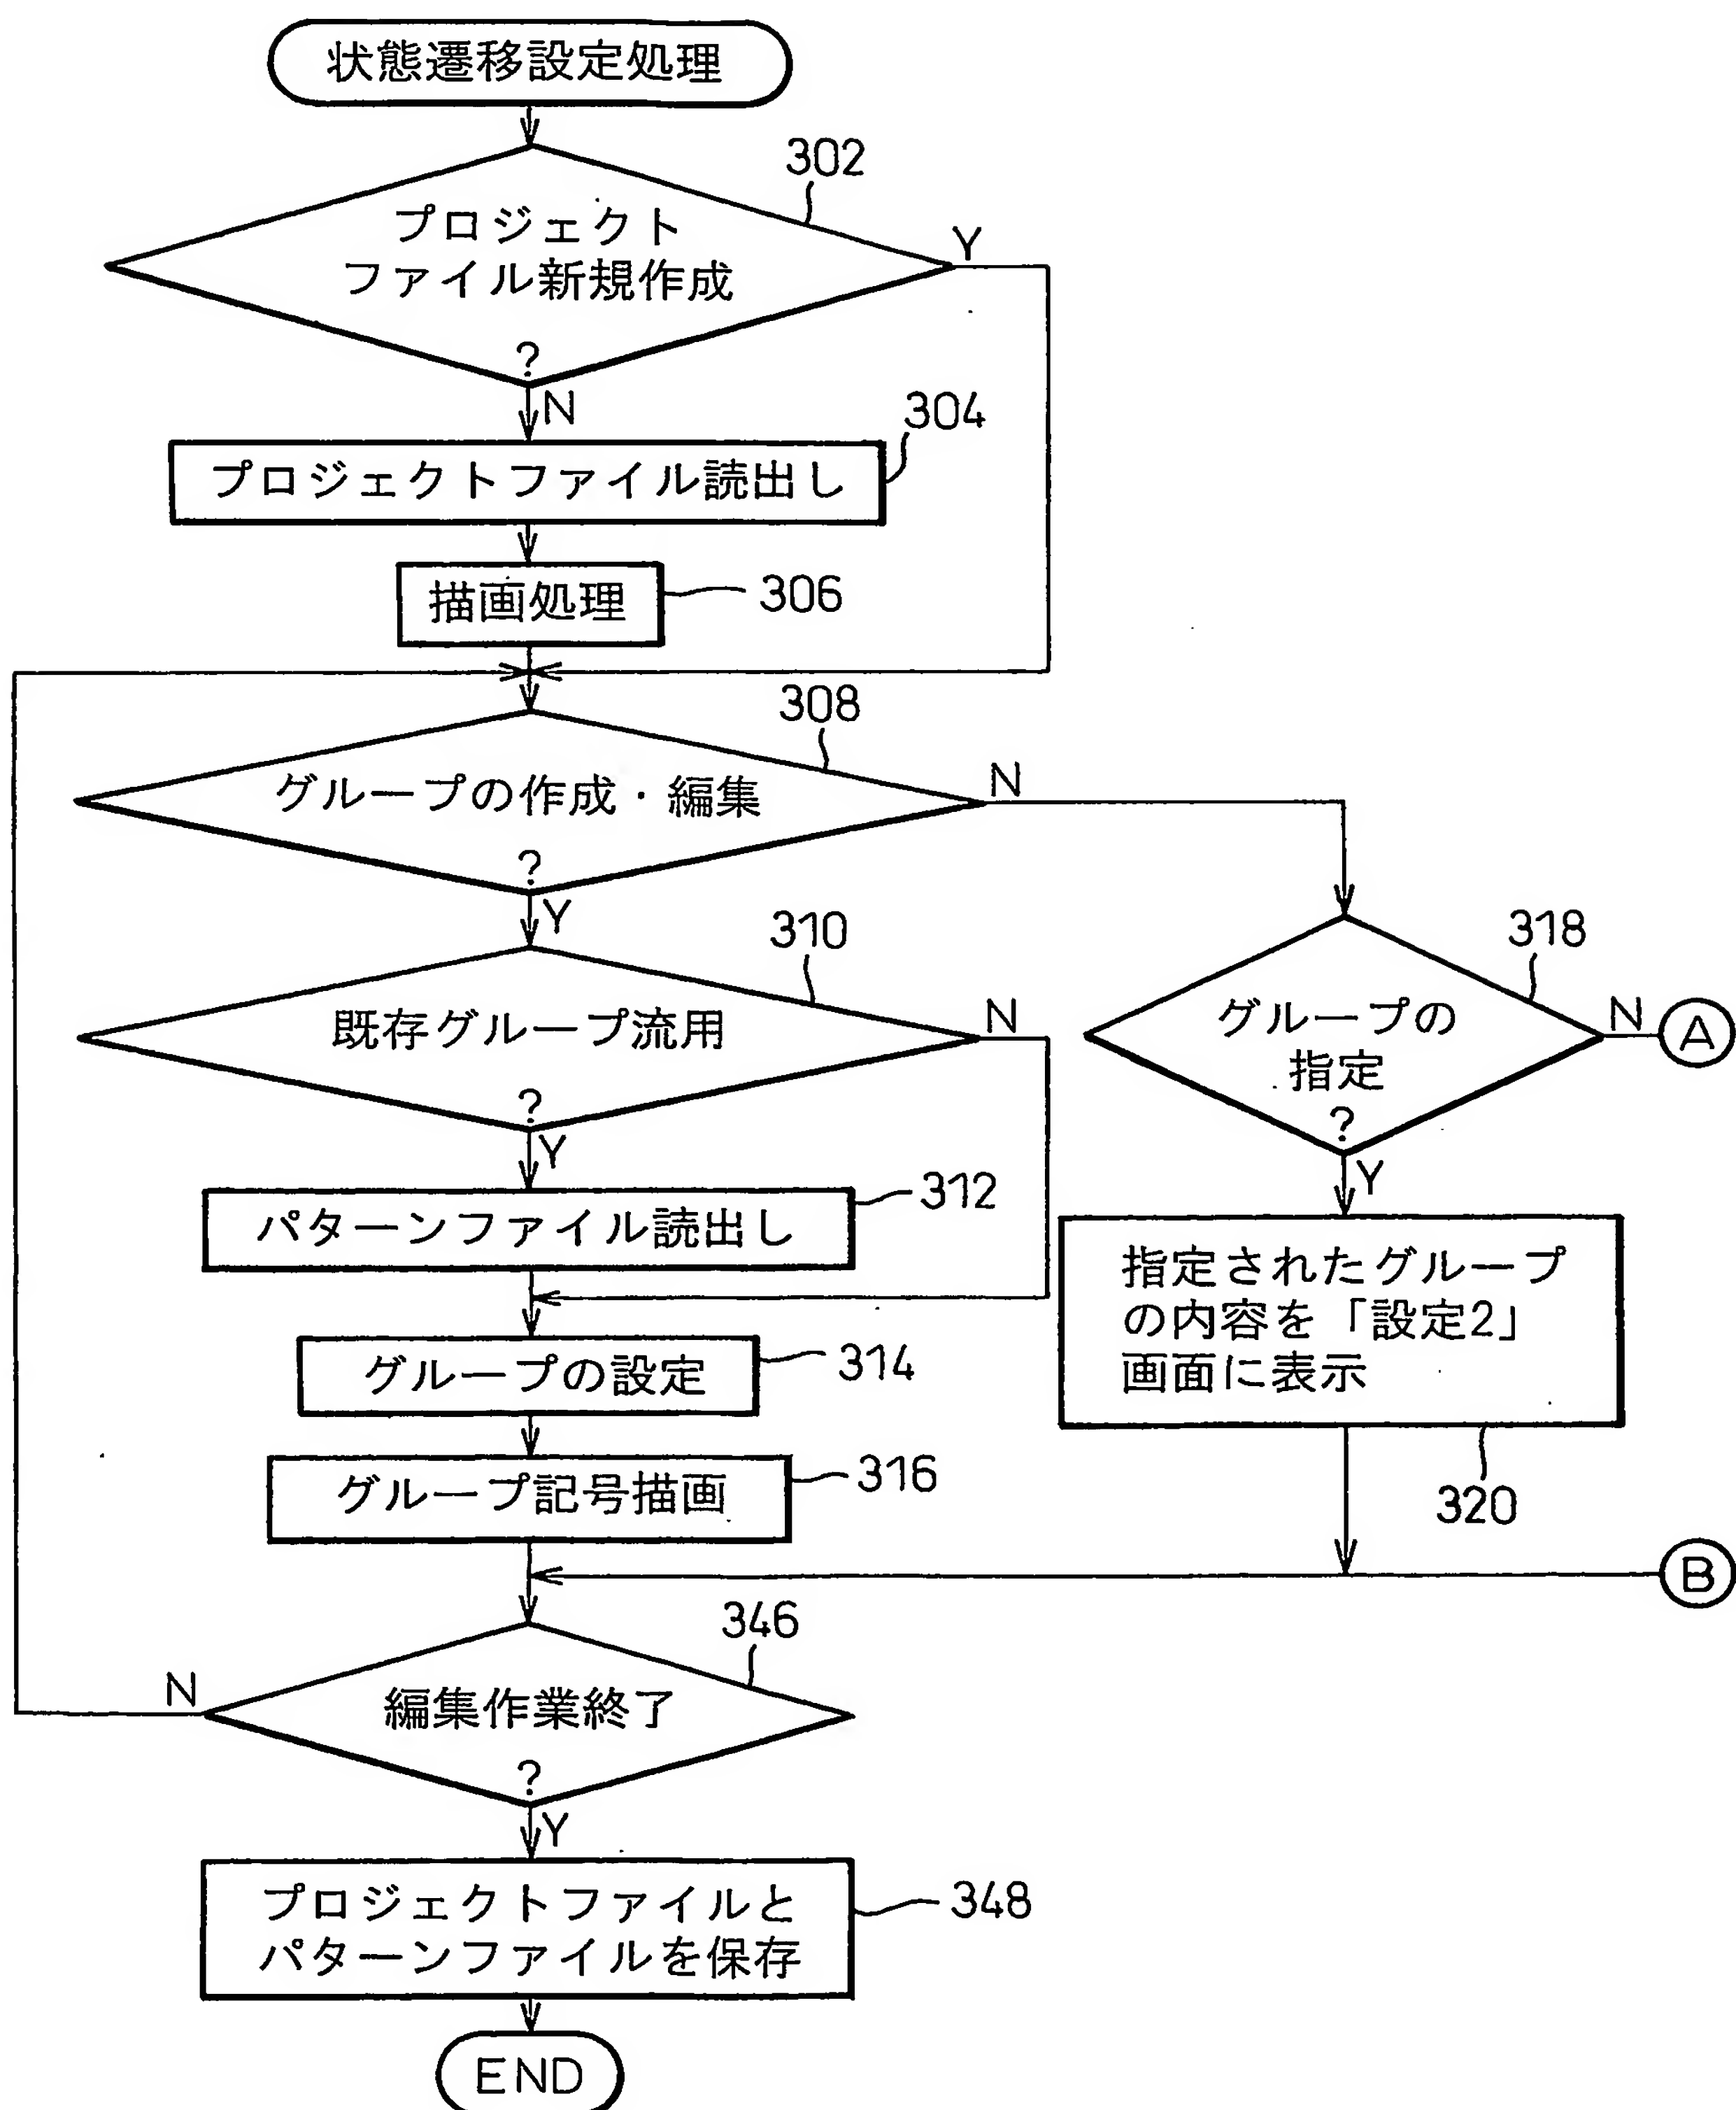 状態遷移設定処理
302
プロジェクト
ファイル新規作成
?
Y
N
304
プロジェクトファイル読出し
描画処理
306
308
グループの作成・編集
?
N
Y
310
既存グループ流用
?
N
Y
318
グループの
指定
?
N
A
Y
312
パターンファイル読出し
指定されたグループ
の内容を「設定2」
画面に表示
320
グループの設定
314
グループ記号描画
316
B
346
編集作業終了
?
N
Y
プロジェクトファイルと
パターンファイルを保存
348
END